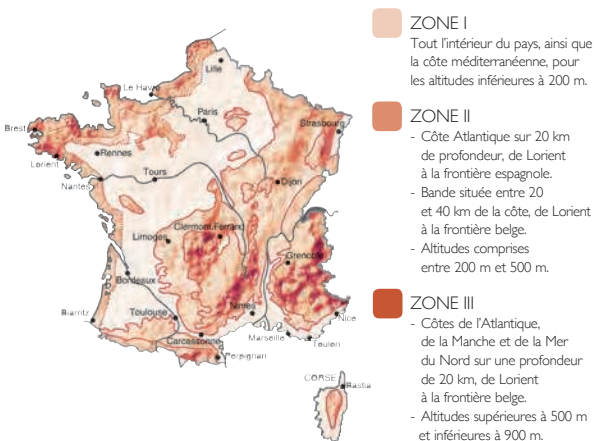 Lille
Le Havre
Paris
Brest
Strasbourg
Rennes
Lorient
Tours
Nantes
Dijon
Clermont-Ferrand
Limoges
Grenoble
Bordeaux
Nîmes
Biarritz
Toulouse
Nice
Marseille
Toulon
Carcassonne
Perpignan
CORSE
Bastia
ZONE I
Tout l'intérieur du pays, ainsi que
la côte méditerranéenne, pour
les altitudes inférieures à 200 m.
ZONE II
- Côte Atlantique sur 20 km
de profondeur, de Lorient
à la frontière espagnole.
- Bande située entre 20
et 40 km de la côte, de Lorient
à la frontière belge.
- Altitudes comprises
entre 200 m et 500 m.
ZONE III
- Côtes de l'Atlantique,
de la Manche et de la Mer
du Nord sur une profondeur
de 20 km, de Lorient
à la frontière belge.
- Altitudes supérieures à 500 m
et inférieures à 900 m.